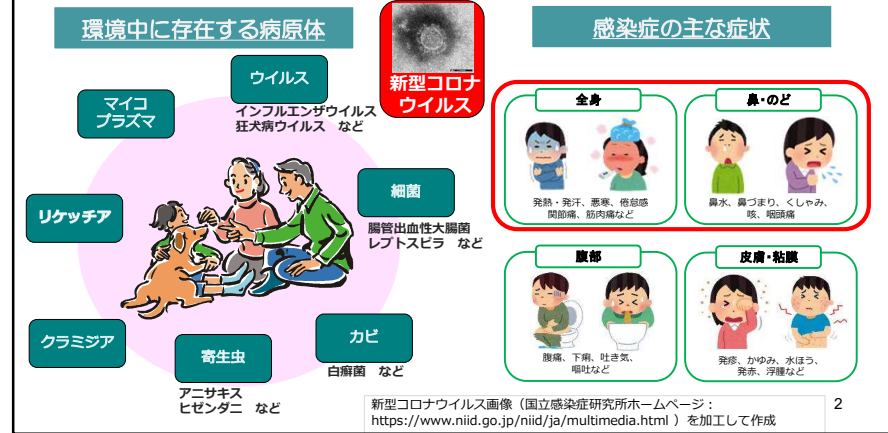 環境中に存在する病原体
感染症の主な症状
新型コロナ
ウイルス
ウイルス
インフルエンザウイルス
狂犬病ウイルス など
マイコ
プラズマ
リケッチア
細菌
腸管出血性大腸菌
レプトスピラ など
クラミジア
寄生虫
アニサキス
ヒゼンダニ など
カビ
白癬菌 など
全身
発熱・発汗、悪寒、倦怠感
関節痛、筋肉痛など
鼻・のど
鼻水、鼻づまり、くしゃみ、
咳、咽頭痛
腹部
腹痛、下痢、吐き気、
嘔吐など
皮膚・粘膜
発疹、かゆみ、水ほう、
発赤、浮腫など
新型コロナウイルス画像（国立感染症研究所ホームページ：
https://www.niid.go.jp/niid/ja/multimedia.html ）を加工して作成
2